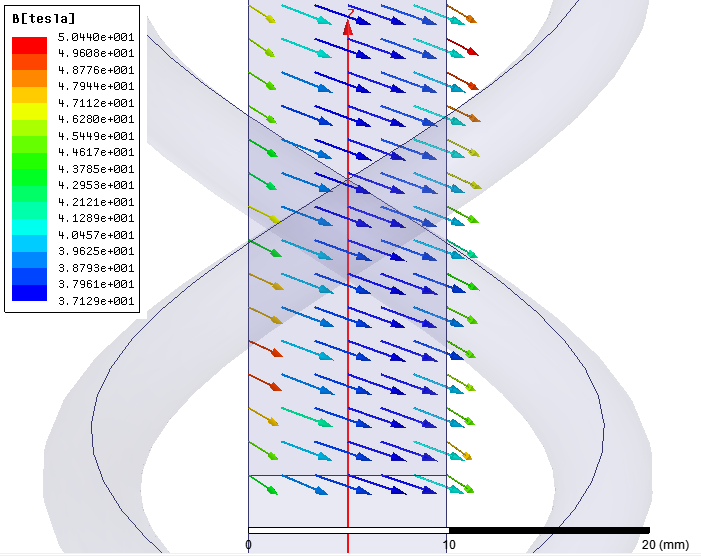 B[tesla]
5.0440e+001
4.9608e+001
4.8776e+001
4.7944e+001
4.7112e+001
4.6280e+001
4.5449e+001
4.4617e+001
4.3785e+001
4.2953e+001
4.2121e+001
4.1289e+001
4.0457e+001
3.9625e+001
3.8793e+001
3.7961e+001
3.7129e+001
Z
0 10 20 (mm)